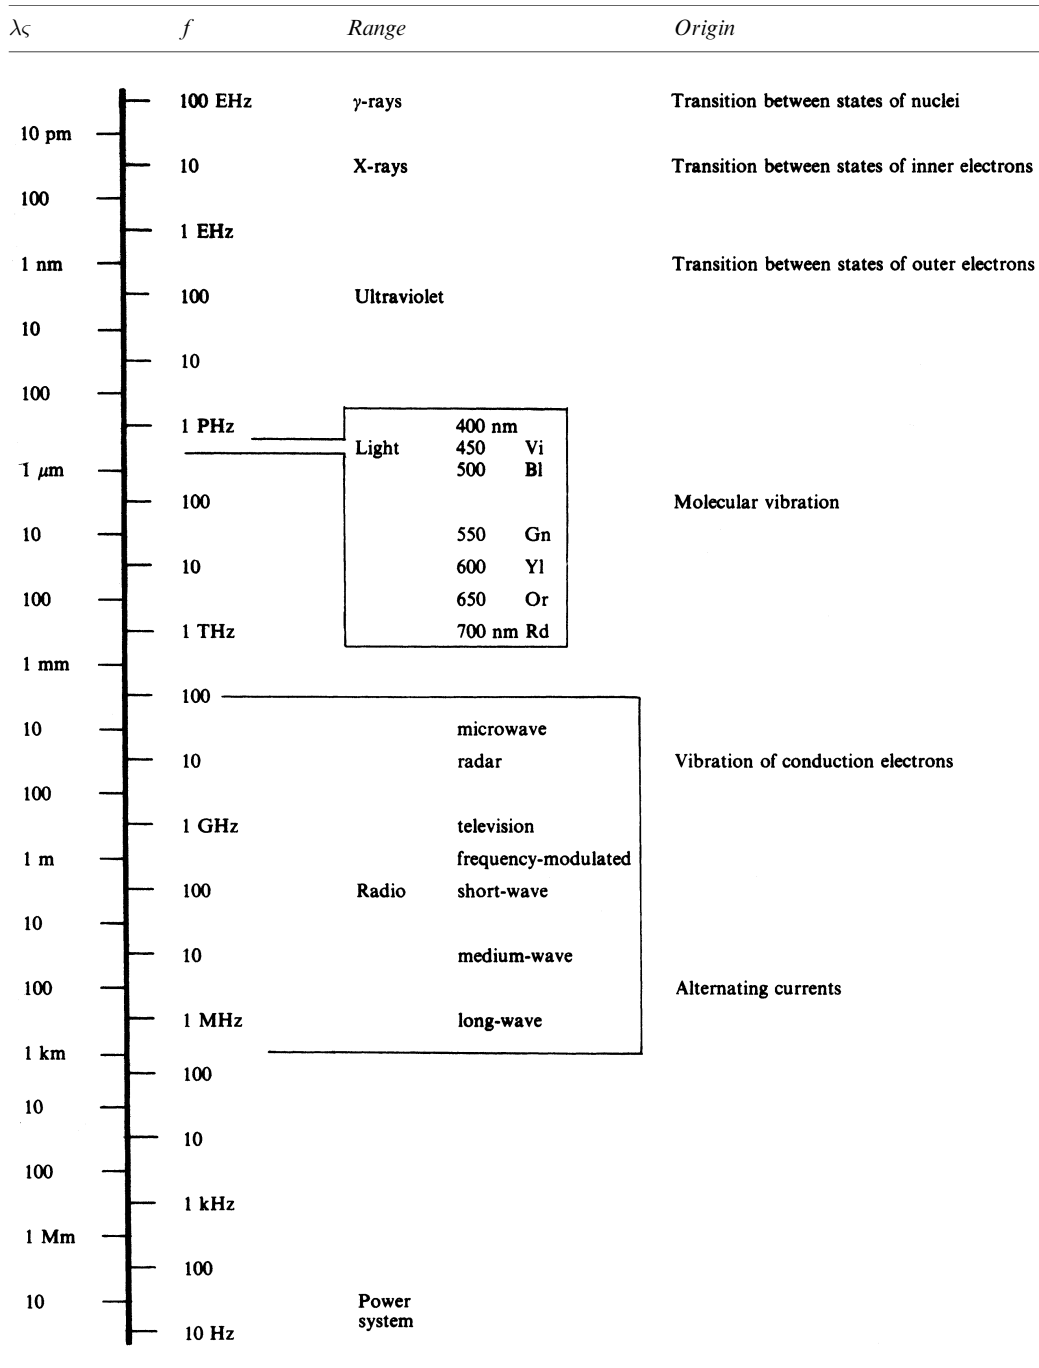 λς f Range Origin
100 EHz γ-rays Transition between states of nuclei
10 pm
10 X-rays Transition between states of inner electrons
100
1 EHz
1 nm Transition between states of outer electrons
100 Ultraviolet
10
10
100
1 PHz 400 nm
Light 450 Vi
1 μm 500 Bl
100 Molecular vibration
10 550 Gn
10 600 Yl
100 650 Or
1 THz 700 nm Rd
1 mm
100
10 microwave
10 radar Vibration of conduction electrons
100
1 GHz television
1 m frequency-modulated
100 Radio short-wave
10
10 medium-wave
100 Alternating currents
1 MHz long-wave
1 km
100
10
10
100
1 kHz
1 Mm
100
10 Power
system
10 Hz